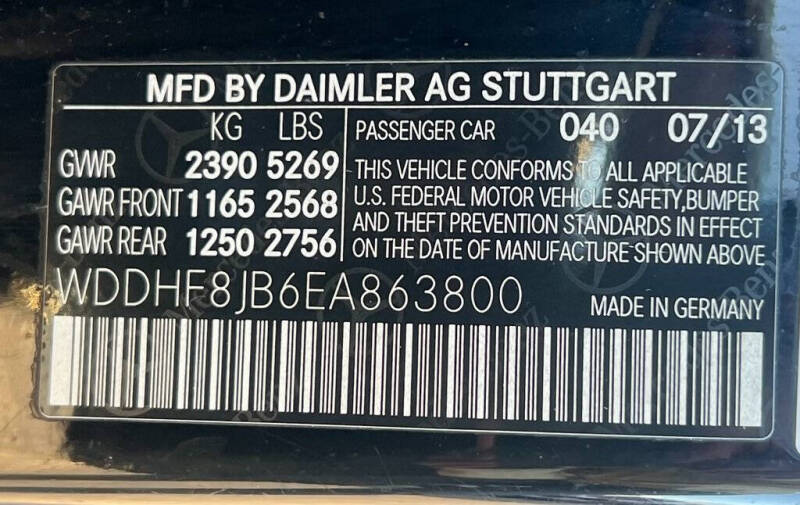 MFD BY DAIMLER AG STUTTGART
KG LBS
GWR 2390 5269
GAWR FRONT 1165 2568
GAWR REAR 1250 2756
PASSENGER CAR 040 07/13
THIS VEHICLE CONFORMS TO ALL APPLICABLE
U.S. FEDERAL MOTOR VEHICLE SAFETY,BUMPER
AND THEFT PREVENTION STANDARDS IN EFFECT
ON THE DATE OF MANUFACTURE SHOWN ABOVE
WDDHF8JB6EA863800
MADE IN GERMANY